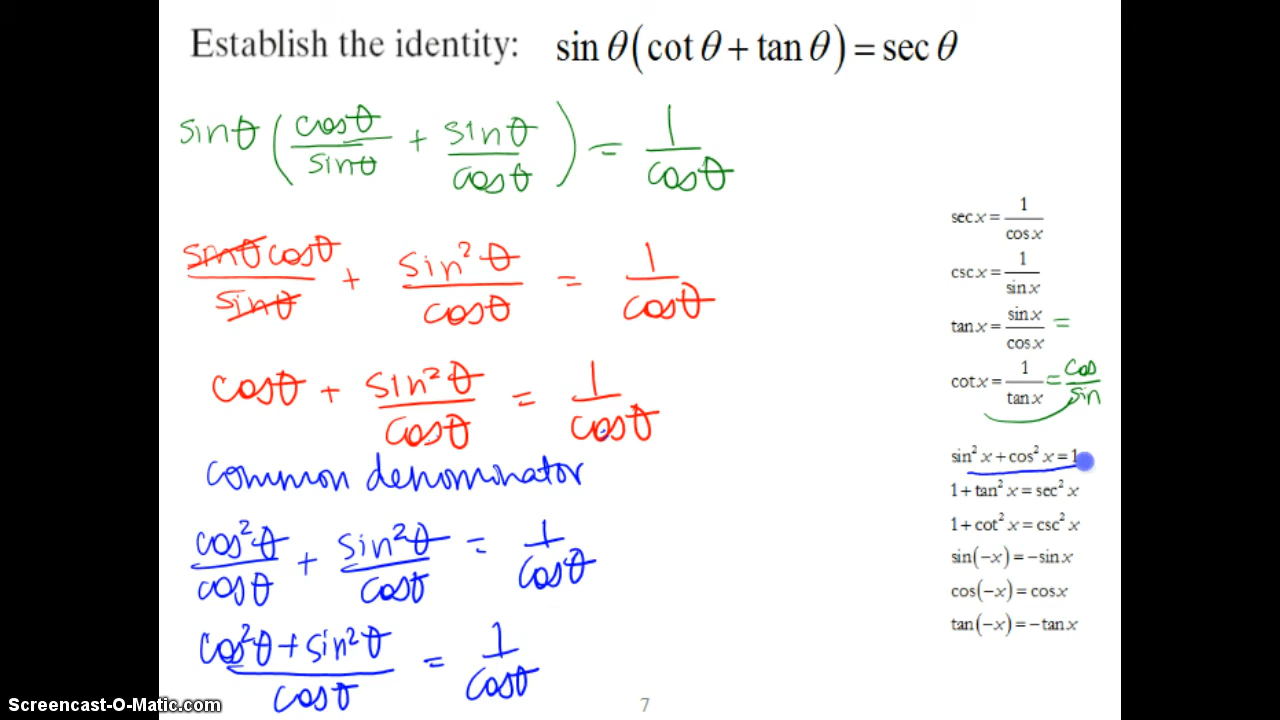 Establish the identity: sin θ(cot θ + tan θ) = sec θ
sinθ (cosθ/sinθ + sinθ/cosθ) = 1/cosθ
sinθ cosθ/sinθ + sin²θ/cosθ = 1/cosθ
cosθ + sin²θ/cosθ = 1/cosθ
common denominator
cos²θ/cosθ + sin²θ/cosθ = 1/cosθ
cos²θ + sin²θ/cosθ = 1/cosθ
sec x = 1/cos x
csc x = 1/sin x
tan x = sin x/cos x =
cot x = 1/tan x = cos/sin
sin² x + cos² x = 1
1 + tan² x = sec² x
1 + cot² x = csc² x
sin(−x) = −sin x
cos(−x) = cos x
tan(−x) = −tan x
7
Screencast-O-Matic.com